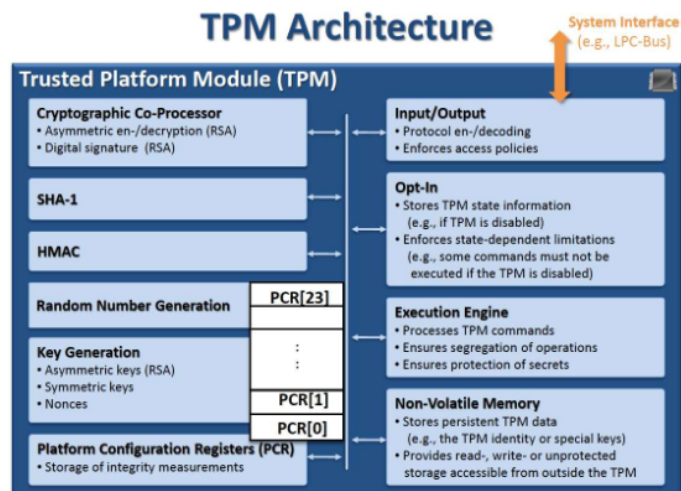 TPM Architecture
System Interface
(e.g., LPC-Bus)
Trusted Platform Module (TPM)
Cryptographic Co-Processor
• Asymmetric en-/decryption (RSA)
• Digital signature (RSA)
SHA-1
HMAC
Random Number Generation
Key Generation
• Asymmetric keys (RSA)
• Symmetric keys
• Nonces
Platform Configuration Registers (PCR)
• Storage of integrity measurements
PCR[23]
:
:
PCR[1]
PCR[0]
Input/Output
• Protocol en-/decoding
• Enforces access policies
Opt-In
• Stores TPM state information
(e.g., if TPM is disabled)
• Enforces state-dependent limitations
(e.g., some commands must not be
executed if the TPM is disabled)
Execution Engine
• Processes TPM commands
• Ensures segregation of operations
• Ensures protection of secrets
Non-Volatile Memory
• Stores persistent TPM data
(e.g., the TPM identity or special keys)
• Provides read-, write- or unprotected
storage accessible from outside the TPM